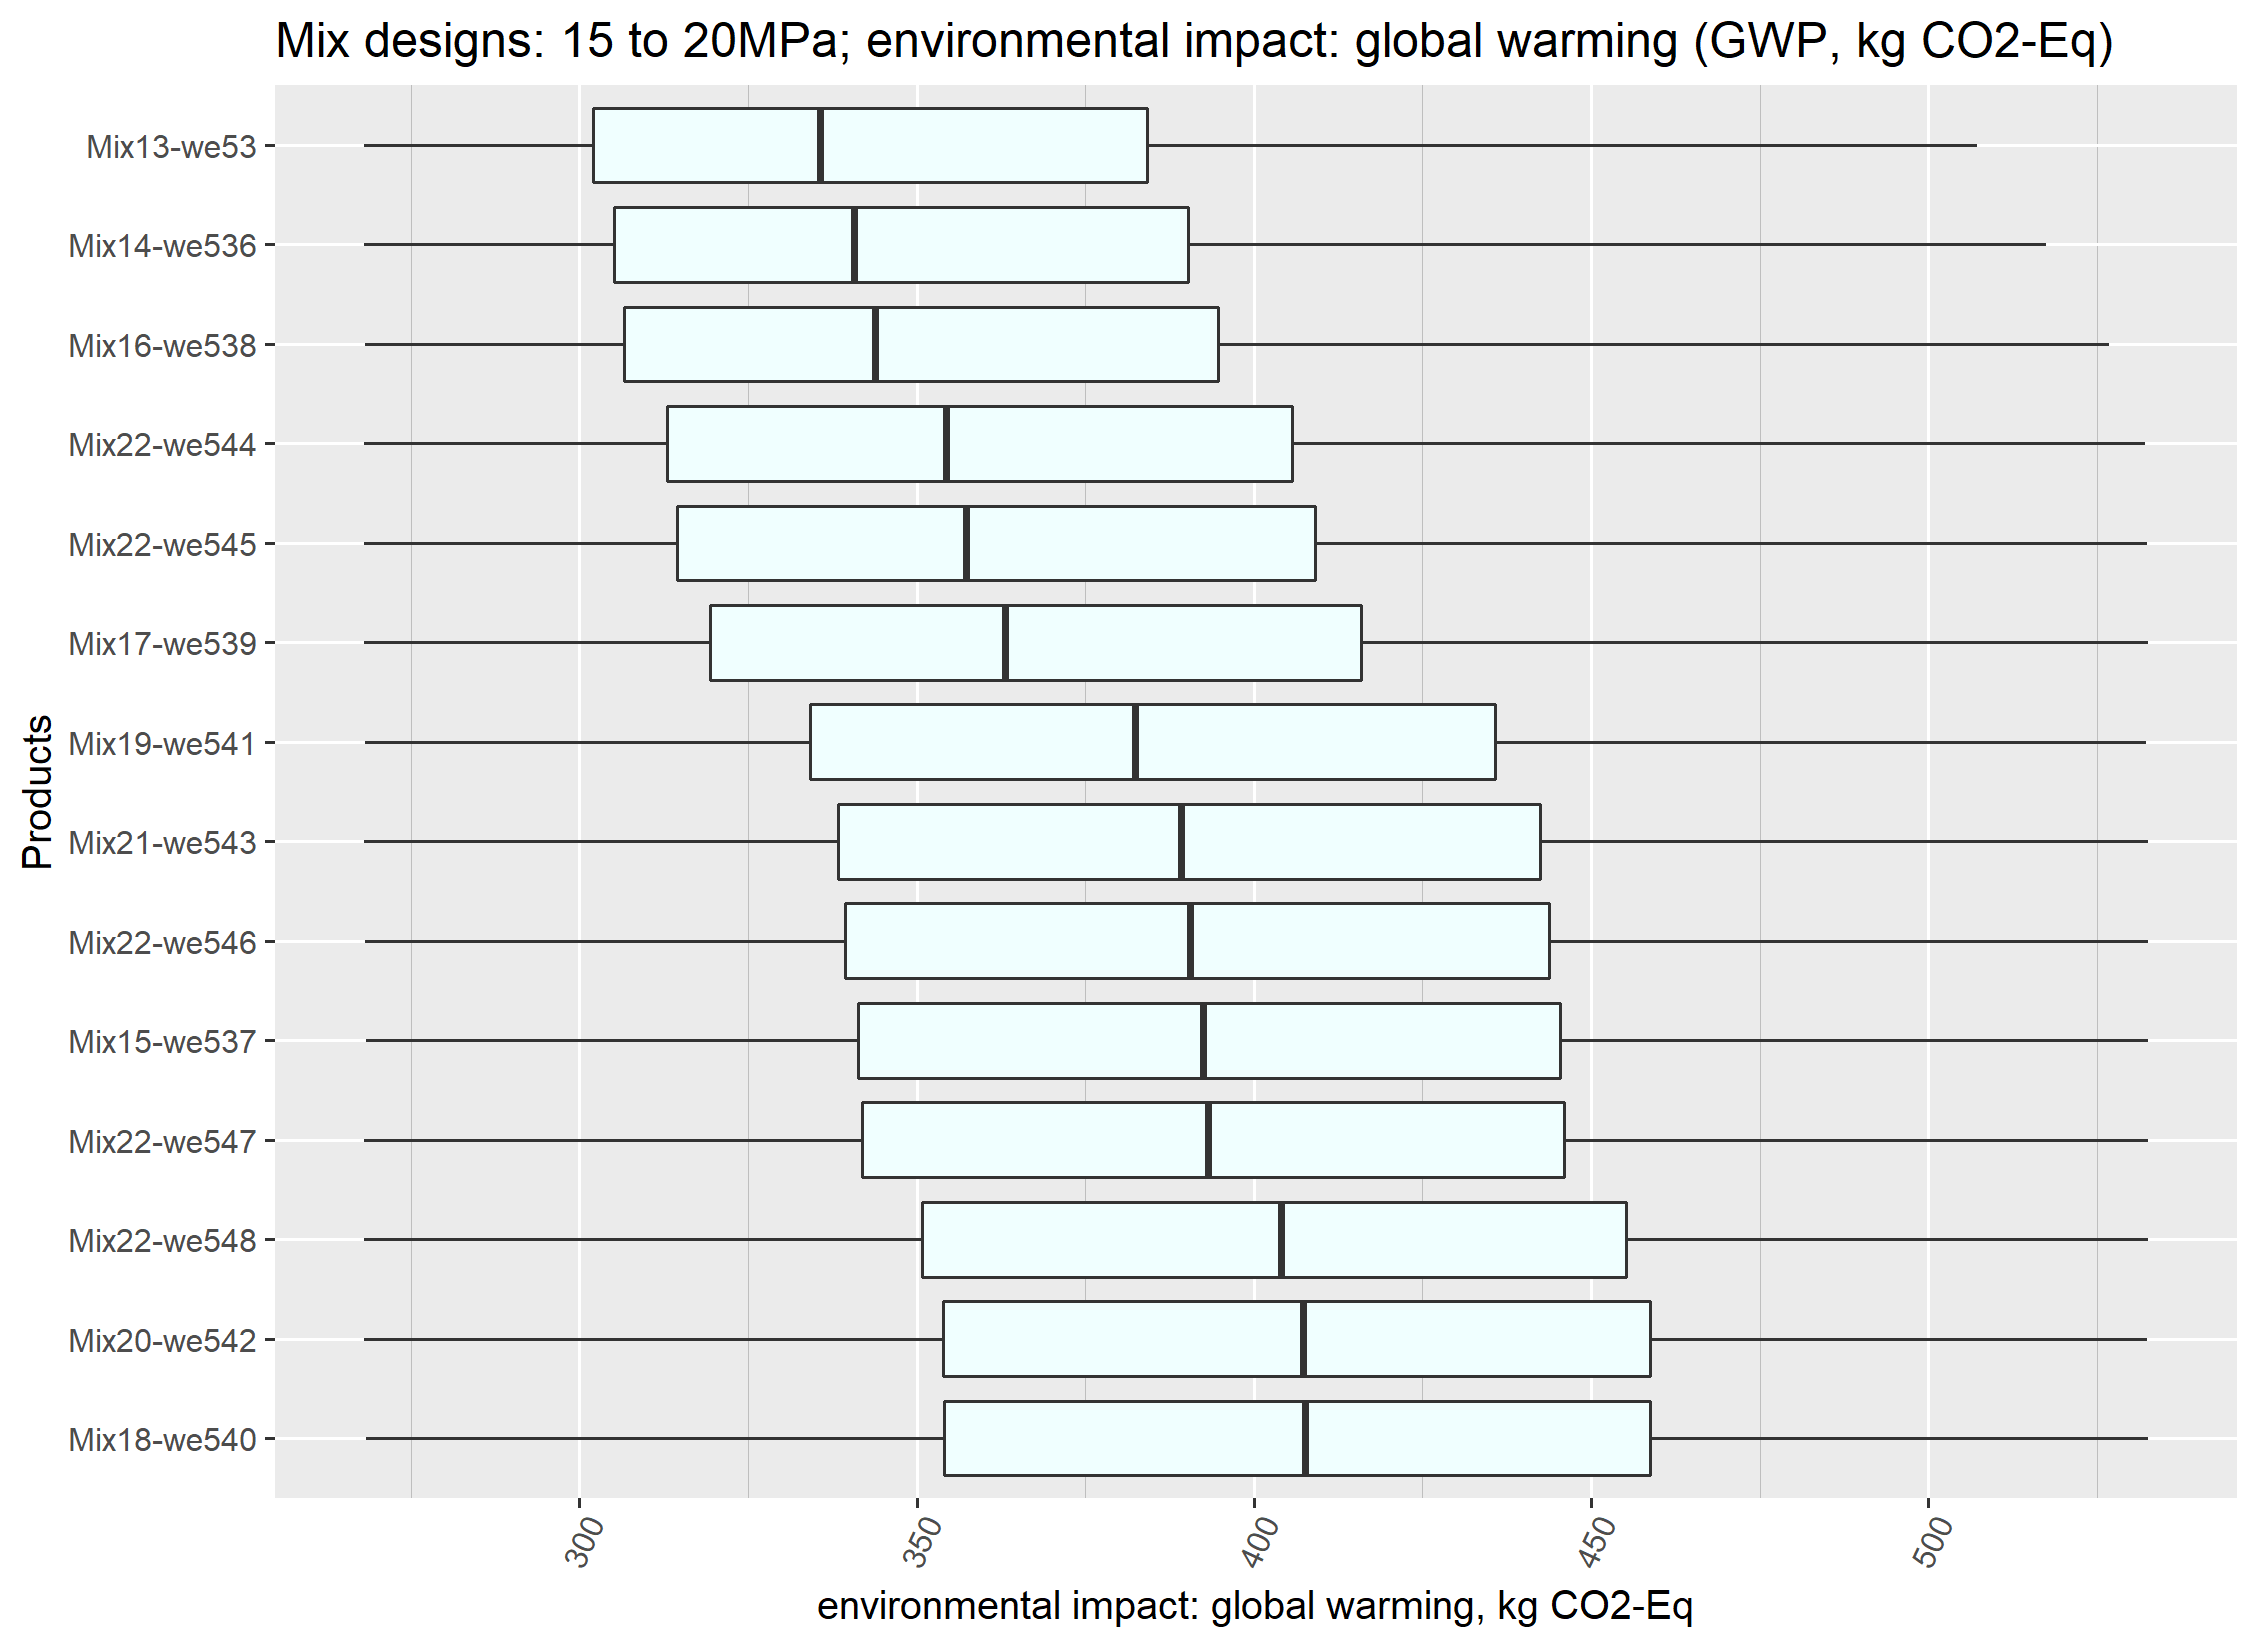 Mix designs: 15 to 20MPa; environmental impact: global warming (GWP, kg CO2-Eq)
Products
Mix13-we53
Mix14-we536
Mix16-we538
Mix22-we544
Mix22-we545
Mix17-we539
Mix19-we541
Mix21-we543
Mix22-we546
Mix15-we537
Mix22-we547
Mix22-we548
Mix20-we542
Mix18-we540
300 350 400 450 500
environmental impact: global warming, kg CO2-Eq